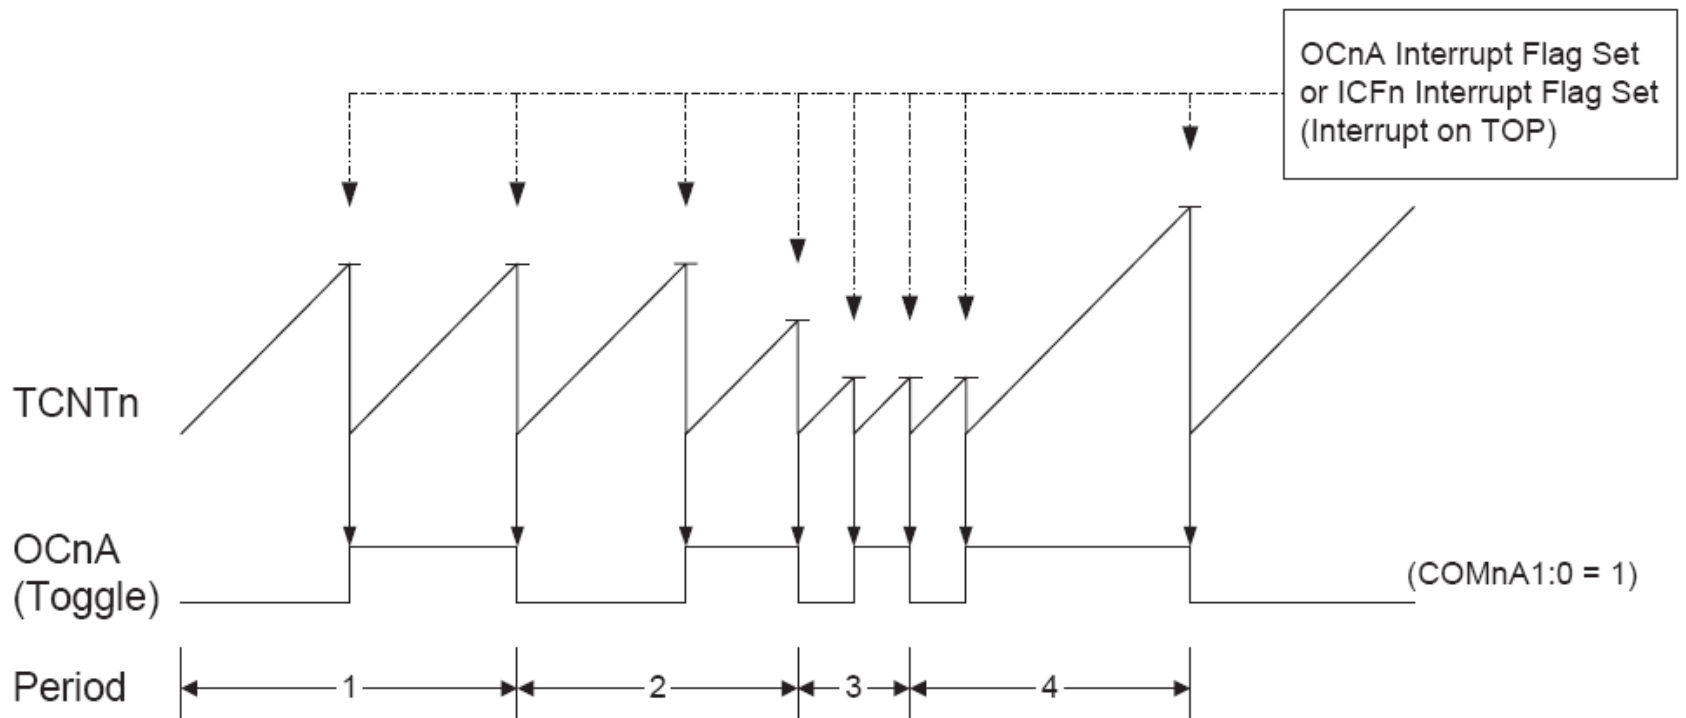 OCnA Interrupt Flag Set
or ICFn Interrupt Flag Set
(Interrupt on TOP)
TCNTn
OCnA
(Toggle)
(COMnA1:0 = 1)
Period
1
2
3
4